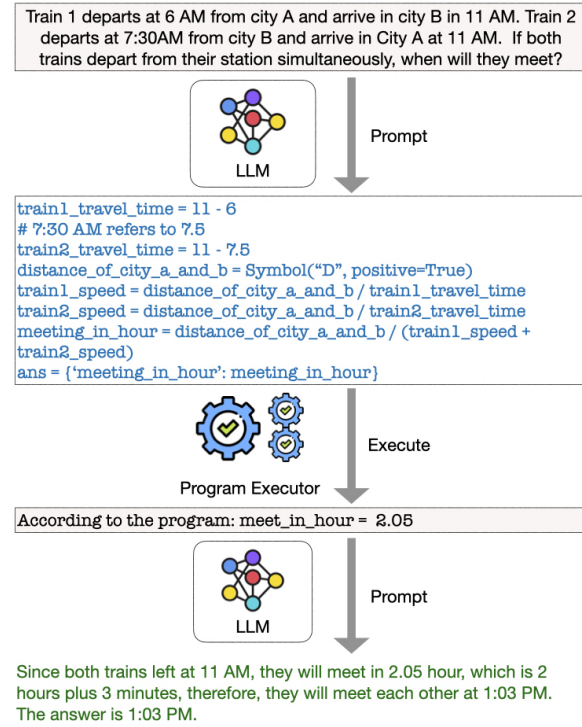 Train 1 departs at 6 AM from city A and arrive in city B in 11 AM. Train 2
departs at 7:30AM from city B and arrive in City A at 11 AM.  If both
trains depart from their station simultaneously, when will they meet?
Prompt
LLM
train1_travel_time = 11 - 6
# 7:30 AM refers to 7.5
train2_travel_time = 11 - 7.5
distance_of_city_a_and_b = Symbol(“D”, positive=True)
train1_speed = distance_of_city_a_and_b / train1_travel_time
train2_speed = distance_of_city_a_and_b / train2_travel_time
meeting_in_hour = distance_of_city_a_and_b / (train1_speed +
train2_speed)
ans = {‘meeting_in_hour’: meeting_in_hour}
Execute
Program Executor
According to the program: meet_in_hour =  2.05
Prompt
LLM
Since both trains left at 11 AM, they will meet in 2.05 hour, which is 2
hours plus 3 minutes, therefore, they will meet each other at 1:03 PM.
The answer is 1:03 PM.